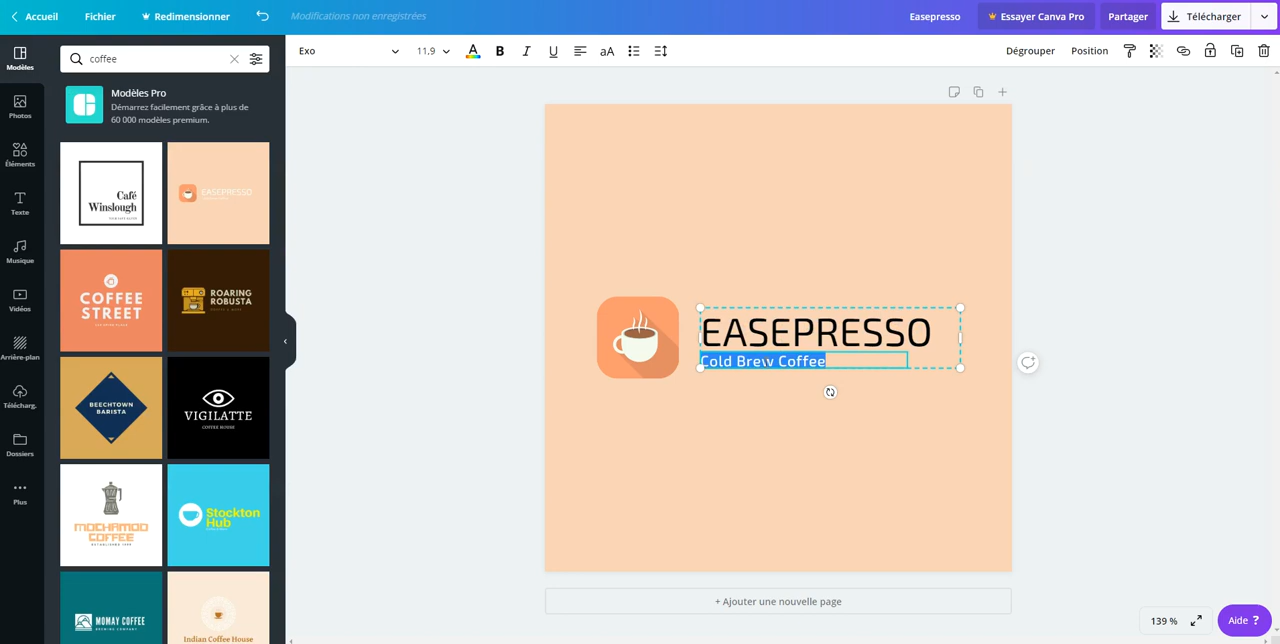 Accueil
Fichier
Redimensionner
Modifications non enregistrées
Easepresso
Essayer Canva Pro
Partager
Télécharger
Exo
11,9
A
B
I
U
aA
Dégrouper
Position
Modèles
Photos
Éléments
Texte
Musique
Vidéos
Arrière-plan
Télécharg.
Dossiers
Plus
coffee
Modèles Pro
Démarrez facilement grâce à plus de
60 000 modèles premium.
Café
Winslough
EASEPRESSO
COFFEE
STREET
ROARING
ROBUSTA
BEECHTOWN
BARISTA
VIGILATTE
COFFEE HOUSE
MOCHAMOD
COFFEE
Stockton
Hub
MOMAY COFFEE
Indian Coffee House
EASEPRESSO
Cold Brew Coffee
+ Ajouter une nouvelle page
139 %
Aide ?